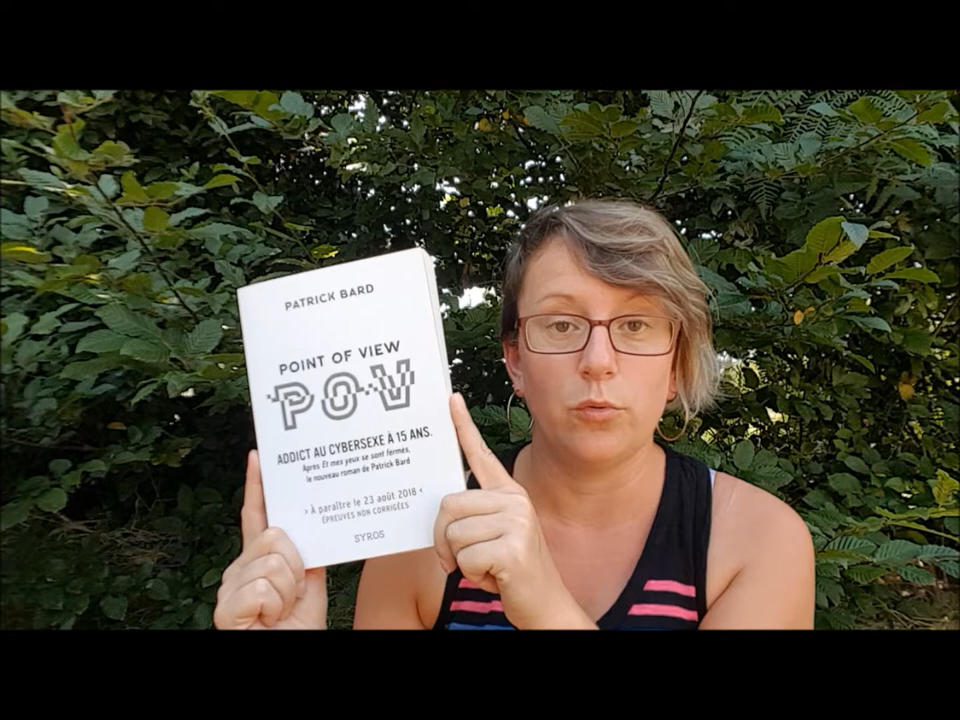 PATRICK BARD
POINT OF VIEW
POV
ADDICT AU CYBERSEXE À 15 ANS.
Après Et mes yeux se sont fermés,
le nouveau roman de Patrick Bard
> À paraître le 23 août 2018 <
ÉPREUVES NON CORRIGÉES
SYROS